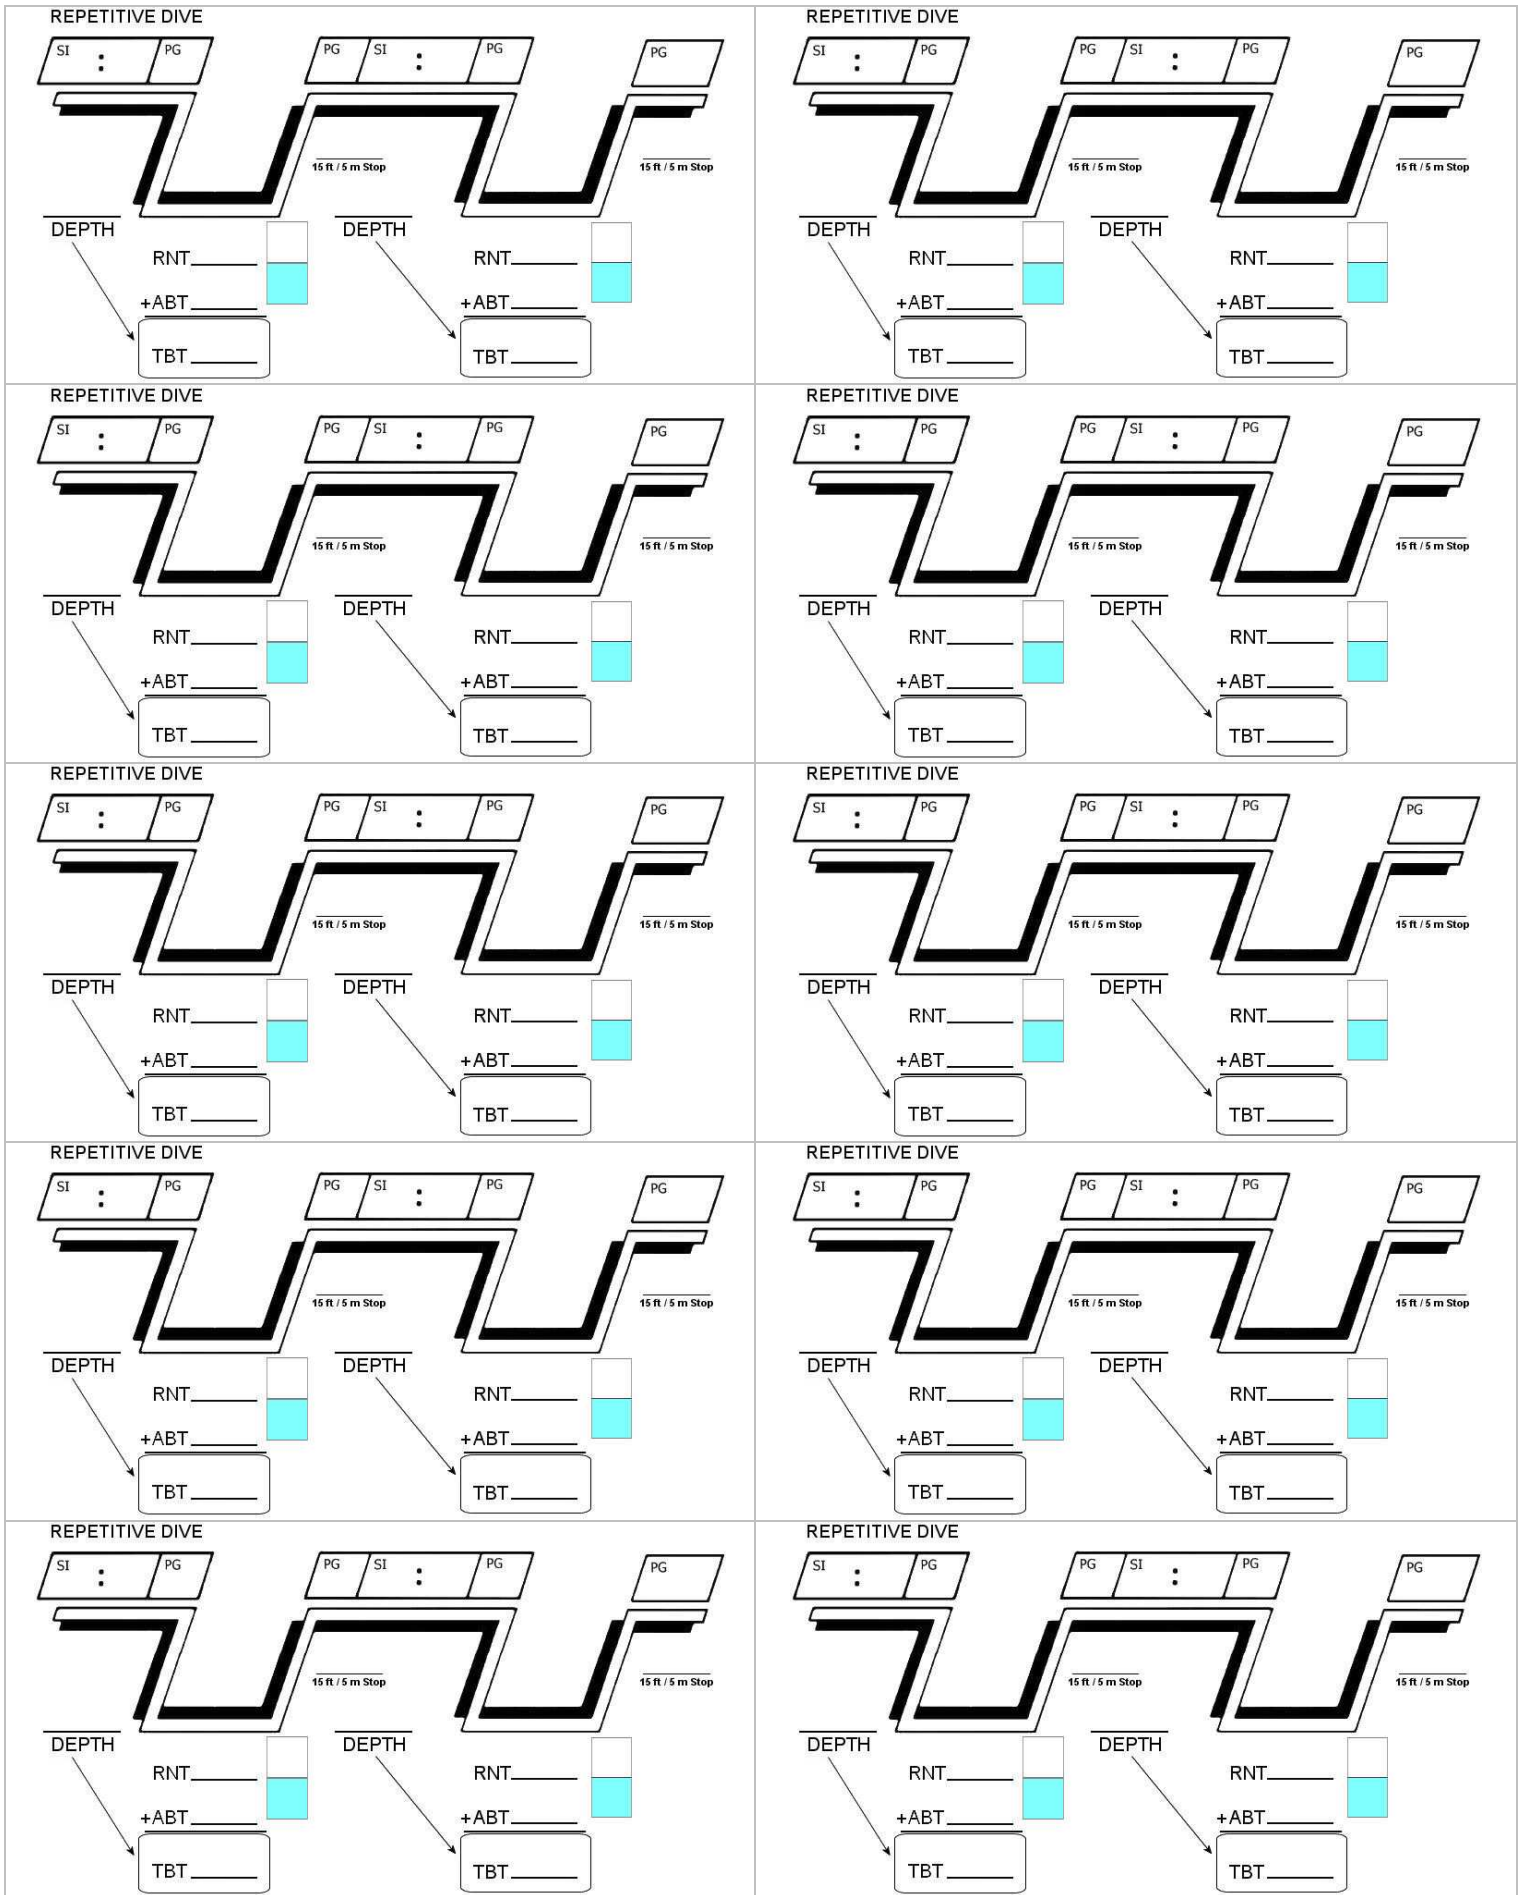 REPETITIVE DIVE REPETITIVE DIVE
SI : PG PG SI : PG PG SI : PG PG SI : PG PG
15 ft / 5 m Stop 15 ft / 5 m Stop 15 ft / 5 m Stop 15 ft / 5 m Stop
DEPTH DEPTH DEPTH DEPTH
RNT RNT RNT RNT
+ABT +ABT +ABT +ABT
TBT TBT TBT TBT
REPETITIVE DIVE REPETITIVE DIVE
SI : PG PG SI : PG PG SI : PG PG SI : PG PG
15 ft / 5 m Stop 15 ft / 5 m Stop 15 ft / 5 m Stop 15 ft / 5 m Stop
DEPTH DEPTH DEPTH DEPTH
RNT RNT RNT RNT
+ABT +ABT +ABT +ABT
TBT TBT TBT TBT
REPETITIVE DIVE REPETITIVE DIVE
SI : PG PG SI : PG PG SI : PG PG SI : PG PG
15 ft / 5 m Stop 15 ft / 5 m Stop 15 ft / 5 m Stop 15 ft / 5 m Stop
DEPTH DEPTH DEPTH DEPTH
RNT RNT RNT RNT
+ABT +ABT +ABT +ABT
TBT TBT TBT TBT
REPETITIVE DIVE REPETITIVE DIVE
SI : PG PG SI : PG PG SI : PG PG SI : PG PG
15 ft / 5 m Stop 15 ft / 5 m Stop 15 ft / 5 m Stop 15 ft / 5 m Stop
DEPTH DEPTH DEPTH DEPTH
RNT RNT RNT RNT
+ABT +ABT +ABT +ABT
TBT TBT TBT TBT
REPETITIVE DIVE REPETITIVE DIVE
SI : PG PG SI : PG PG SI : PG PG SI : PG PG
15 ft / 5 m Stop 15 ft / 5 m Stop 15 ft / 5 m Stop 15 ft / 5 m Stop
DEPTH DEPTH DEPTH DEPTH
RNT RNT RNT RNT
+ABT +ABT +ABT +ABT
TBT TBT TBT TBT